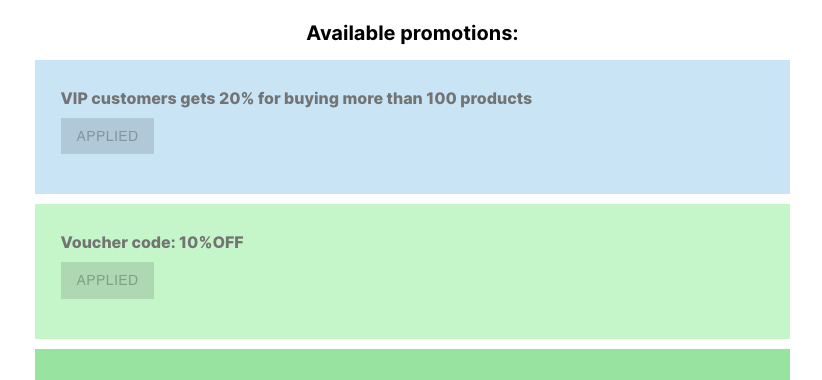 Available promotions:
VIP customers gets 20% for buying more than 100 products
APPLIED
Voucher code: 10%OFF
APPLIED